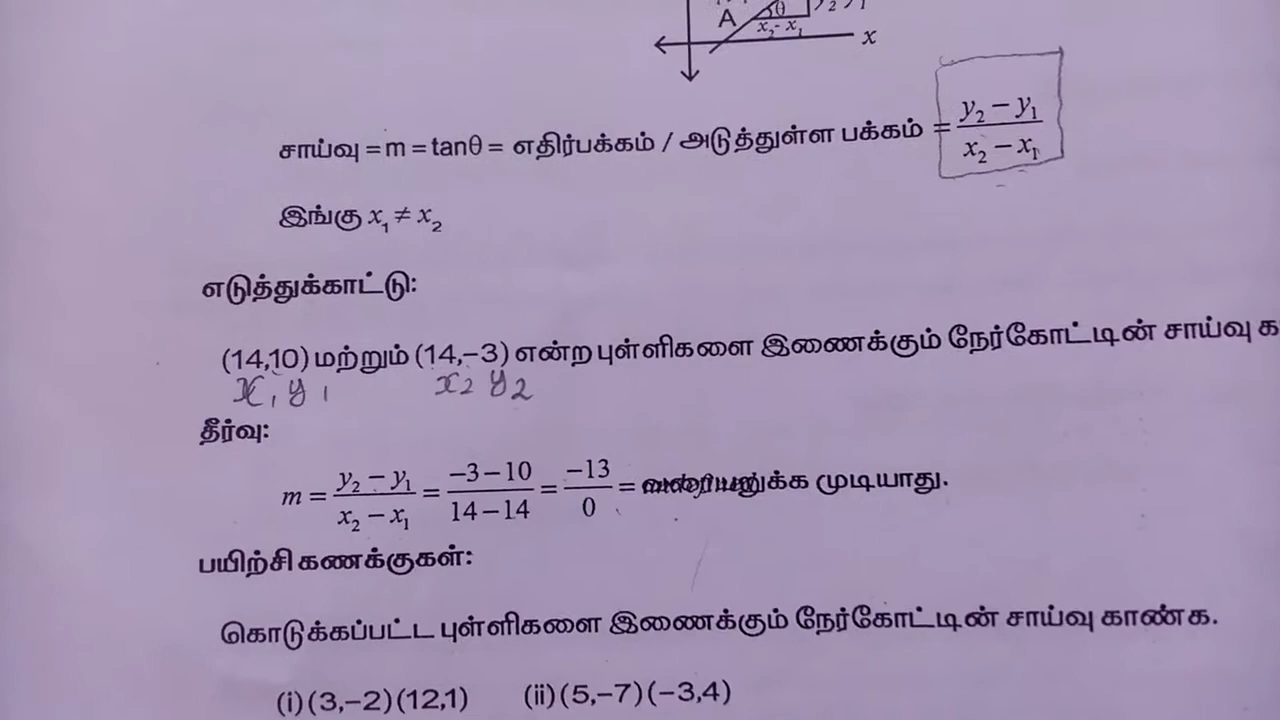 A θ y₂ y₁
x₂- x₁
x
சாய்வு = m = tanθ = எதிர்பக்கம் / அடுத்துள்ள பக்கம் = (y₂ − y₁)/(x₂ − x₁)
இங்கு x₁ ≠ x₂
எடுத்துக்காட்டு:
(14,10) மற்றும் (14,−3) என்ற புள்ளிகளை இணைக்கும் நேர்கோட்டின் சாய்வு க
x₁ y₁ x₂ y₂
தீர்வு:
m = (y₂ − y₁)/(x₂ − x₁) = (−3−10)/(14−14) = −13/0 = முடியாது.
பயிற்சி கணக்குகள்:
கொடுக்கப்பட்ட புள்ளிகளை இணைக்கும் நேர்கோட்டின் சாய்வு காண்க.
(i) (3,−2) (12,1) (ii) (5,−7) (−3,4)